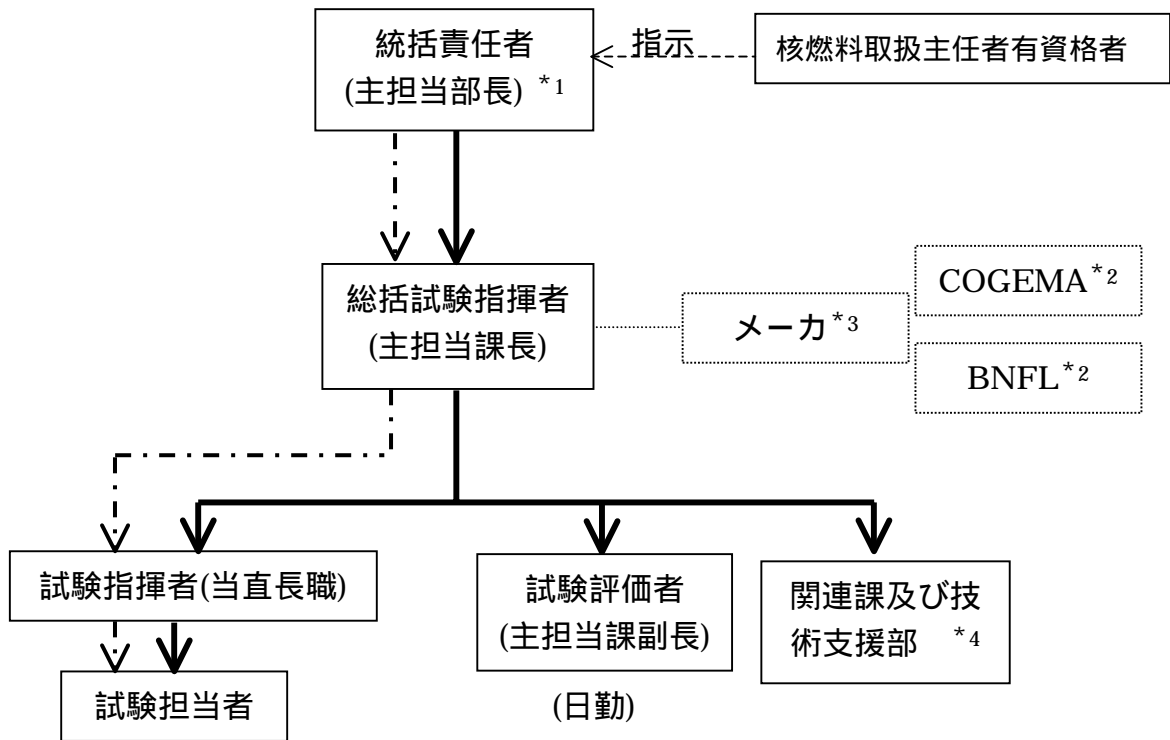 統括責任者
(主担当部長) *1
指示
核燃料取扱主任者有資格者
総括試験指揮者
(主担当課長)
メーカ*3
COGEMA*2
BNFL*2
試験指揮者(当直長職)
試験担当者
試験評価者
(主担当課副長)
(日勤)
関連課及び技
術支援部 *4